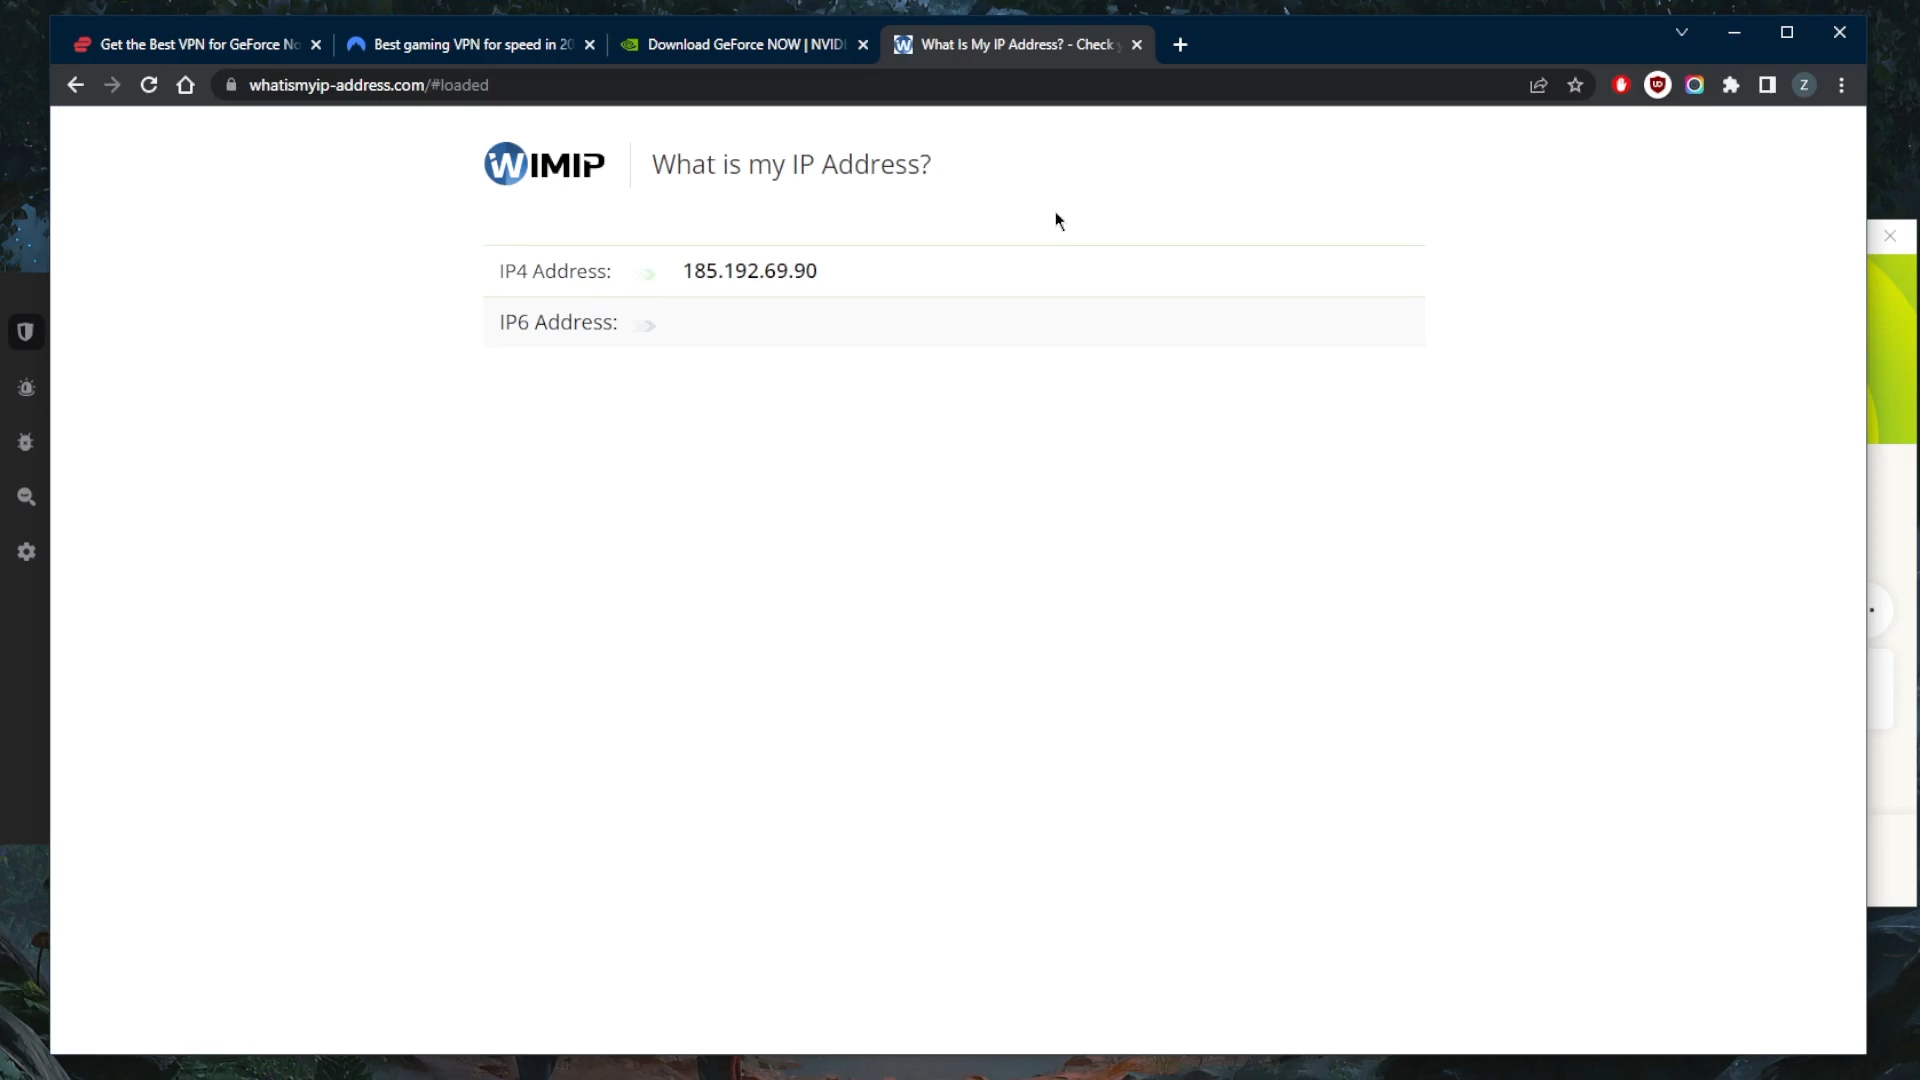 Get the Best VPN for GeForce No
Best gaming VPN for speed in 20
Download GeForce NOW | NVIDI
What Is My IP Address? - Check
whatismyip-address.com/#loaded
Z
WIMIP
What is my IP Address?
IP4 Address: 185.192.69.90
IP6 Address: